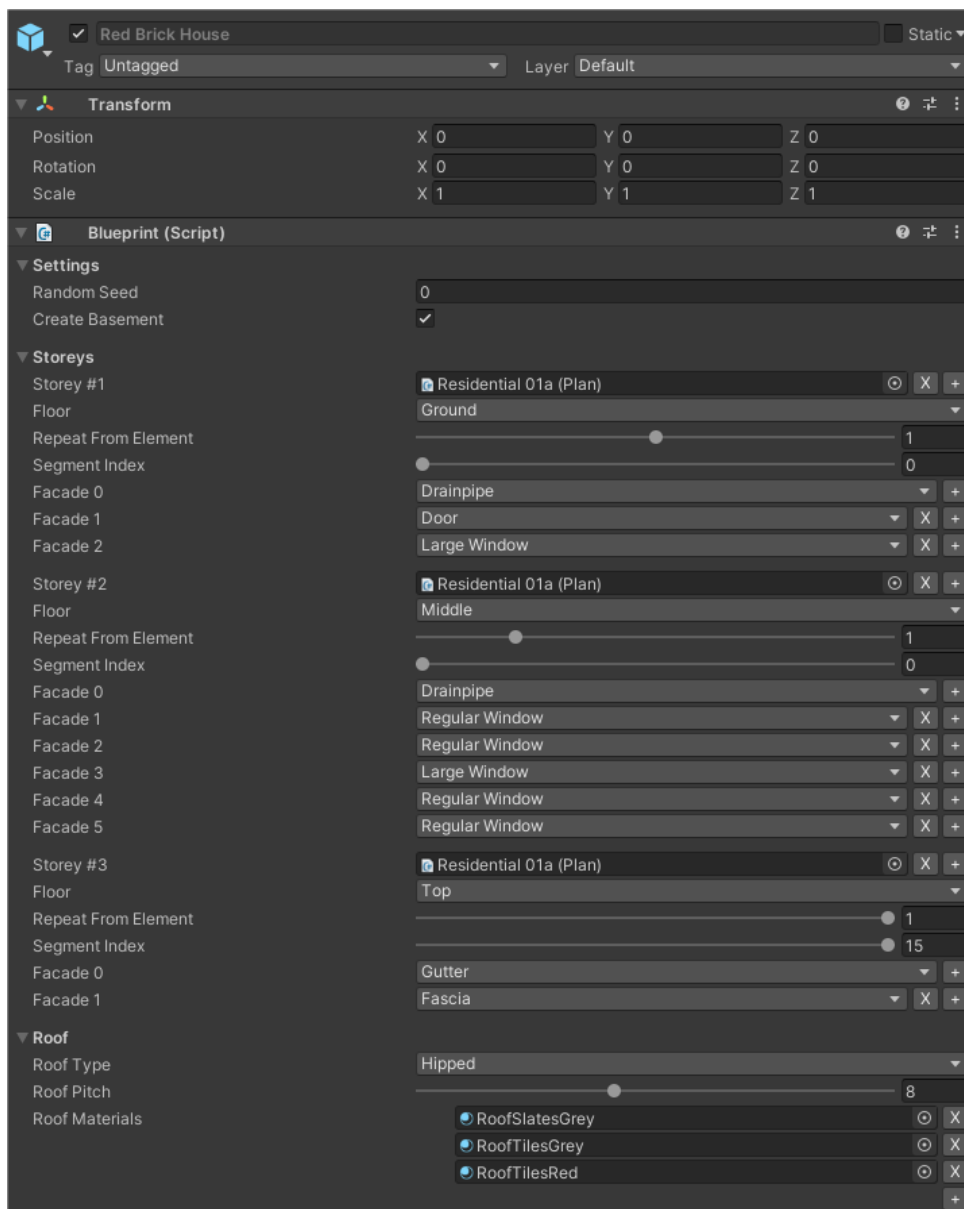 Red Brick House Static
Tag Untagged Layer Default
Transform
Position X 0 Y 0 Z 0
Rotation X 0 Y 0 Z 0
Scale X 1 Y 1 Z 1
Blueprint (Script)
Settings
Random Seed 0
Create Basement
Storeys
Storey #1 Residential 01a (Plan) X +
Floor Ground
Repeat From Element 1
Segment Index 0
Facade 0 Drainpipe +
Facade 1 Door X +
Facade 2 Large Window X +
Storey #2 Residential 01a (Plan) X +
Floor Middle
Repeat From Element 1
Segment Index 0
Facade 0 Drainpipe +
Facade 1 Regular Window X +
Facade 2 Regular Window X +
Facade 3 Large Window X +
Facade 4 Regular Window X +
Facade 5 Regular Window X +
Storey #3 Residential 01a (Plan) X +
Floor Top
Repeat From Element 1
Segment Index 15
Facade 0 Gutter +
Facade 1 Fascia X +
Roof
Roof Type Hipped
Roof Pitch 8
Roof Materials RoofSlatesGrey X
RoofTilesGrey X
RoofTilesRed X
+